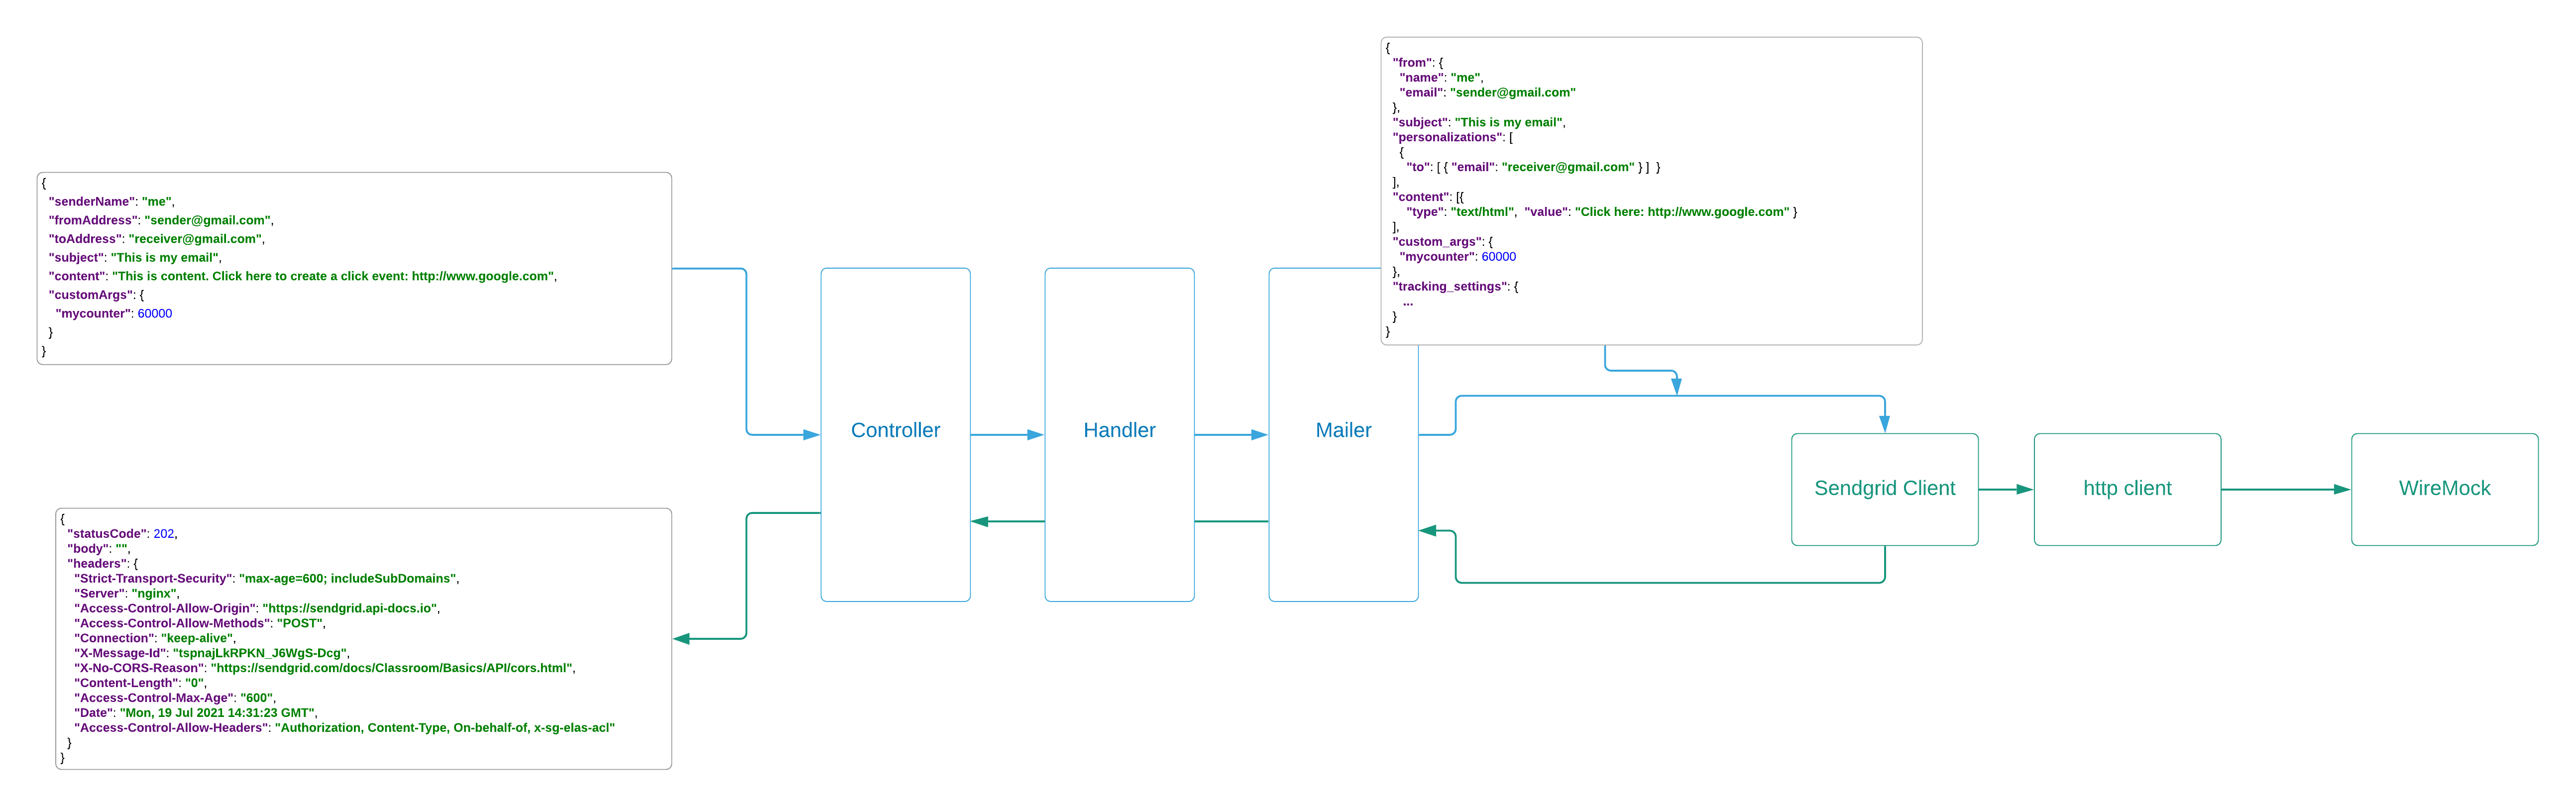 {
"senderName": "me",
"fromAddress": "sender@gmail.com",
"toAddress": "receiver@gmail.com",
"subject": "This is my email",
"content": "This is content. Click here to create a click event: http://www.google.com",
"customArgs": {
"mycounter": 60000
}
}
{
"statusCode": 202,
"body": "",
"headers": {
"Strict-Transport-Security": "max-age=600; includeSubDomains",
"Server": "nginx",
"Access-Control-Allow-Origin": "https://sendgrid.api-docs.io",
"Access-Control-Allow-Methods": "POST",
"Connection": "keep-alive",
"X-Message-Id": "tspnajLkRPKN_J6WgS-Dcg",
"X-No-CORS-Reason": "https://sendgrid.com/docs/Classroom/Basics/API/cors.html",
"Content-Length": "0",
"Access-Control-Max-Age": "600",
"Date": "Mon, 19 Jul 2021 14:31:23 GMT",
"Access-Control-Allow-Headers": "Authorization, Content-Type, On-behalf-of, x-sg-elas-acl"
}
}
Controller
Handler
Mailer
{
"from": {
"name": "me",
"email": "sender@gmail.com"
},
"subject": "This is my email",
"personalizations": [
{
"to": [ { "email": "receiver@gmail.com" } ] }
],
"content": [{
"type": "text/html", "value": "Click here: http://www.google.com" }
],
"custom_args": {
"mycounter": 60000
},
"tracking_settings": {
...
}
}
Sendgrid Client
http client
WireMock